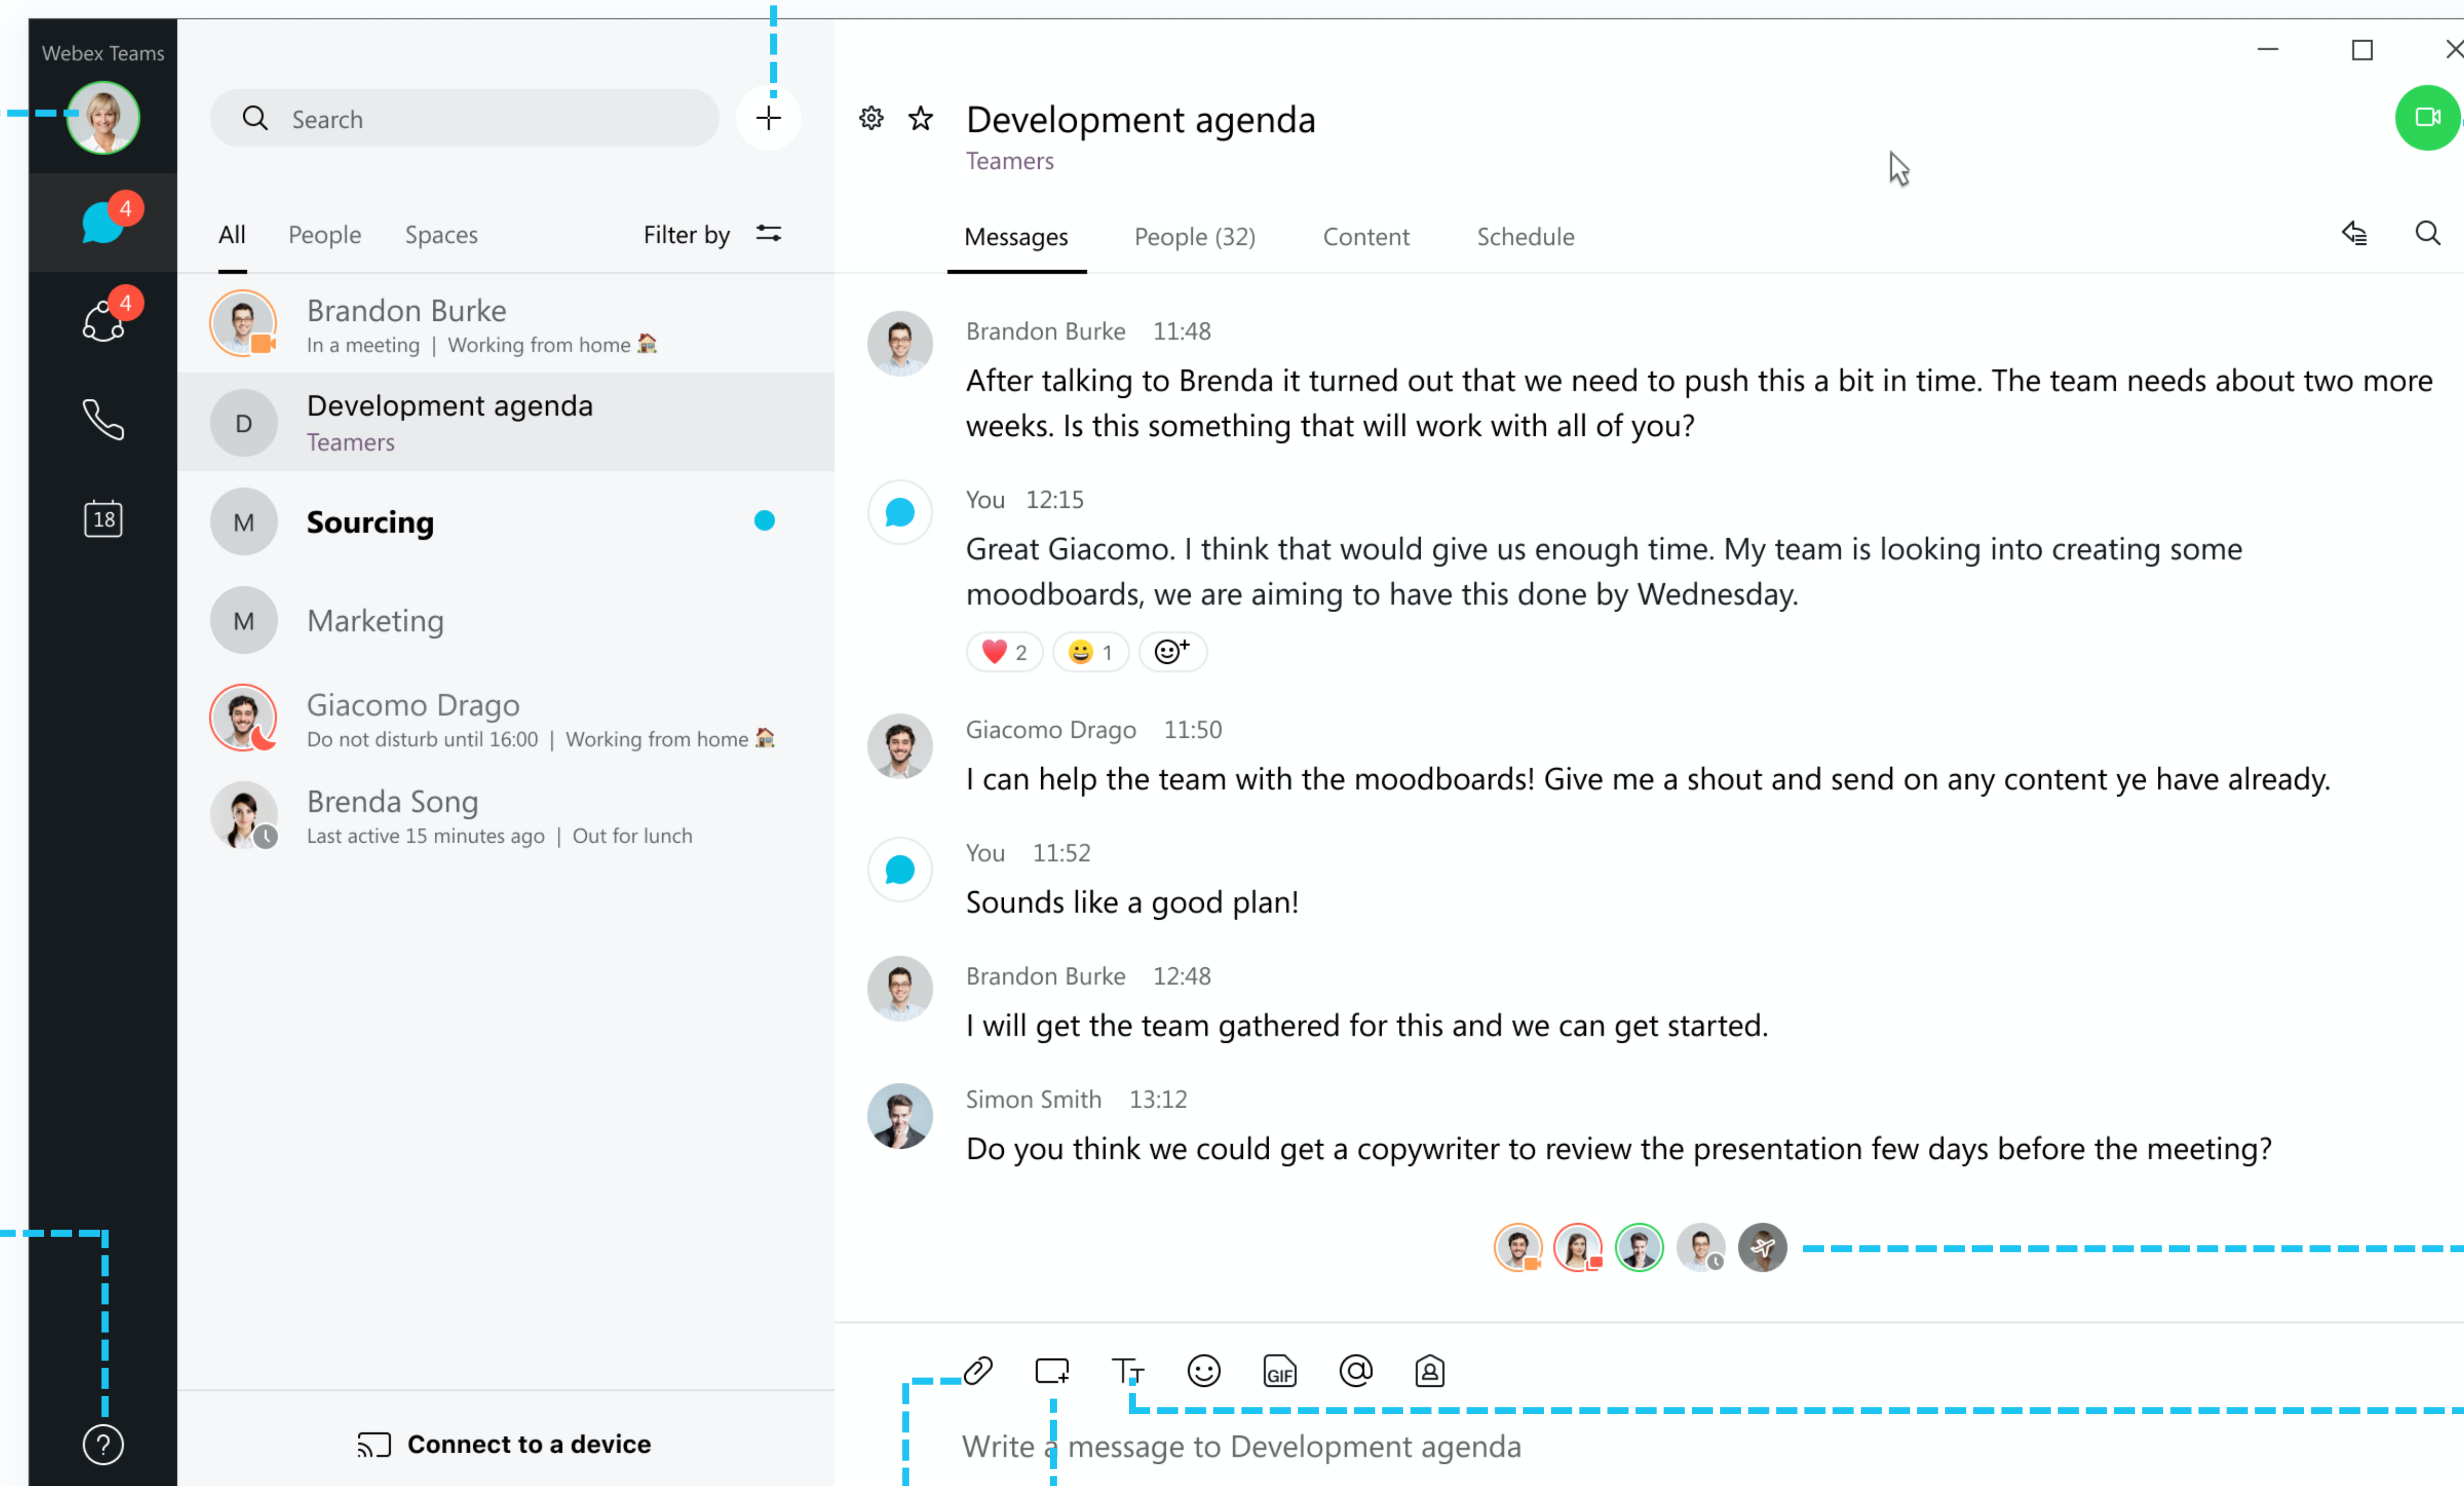 Webex Teams
Search
4
4
18
All
People
Spaces
Filter by
Brandon Burke
In a meeting | Working from home
D
Development agenda
Teamers
M
Sourcing
M
Marketing
Giacomo Drago
Do not disturb until 16:00 | Working from home
Brenda Song
Last active 15 minutes ago | Out for lunch
?
Connect to a device
Development agenda
Teamers
Messages
People (32)
Content
Schedule
Brandon Burke 11:48
After talking to Brenda it turned out that we need to push this a bit in time. The team needs about two more
weeks. Is this something that will work with all of you?
You 12:15
Great Giacomo. I think that would give us enough time. My team is looking into creating some
moodboards, we are aiming to have this done by Wednesday.
2
1
Giacomo Drago 11:50
I can help the team with the moodboards! Give me a shout and send on any content ye have already.
You 11:52
Sounds like a good plan!
Brandon Burke 12:48
I will get the team gathered for this and we can get started.
Simon Smith 13:12
Do you think we could get a copywriter to review the presentation few days before the meeting?
TT
GIF
@
Write a message to Development agenda